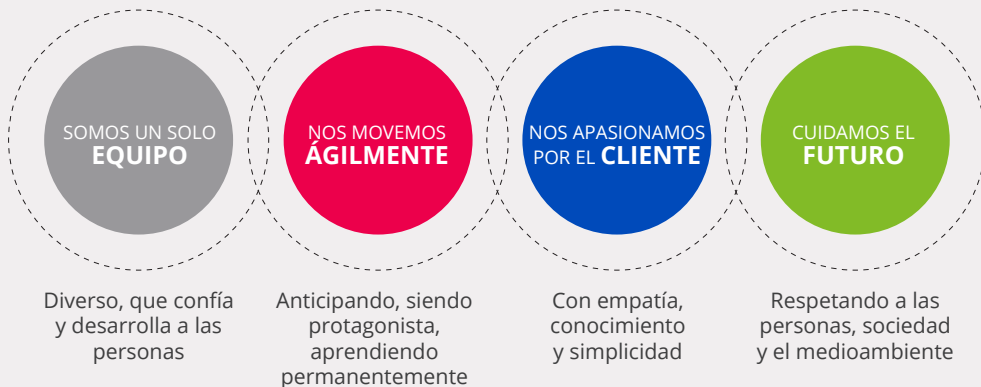 SOMOS UN SOLO
EQUIPO
Diverso, que confía
y desarrolla a las
personas
NOS MOVEMOS
ÁGILMENTE
Anticipando, siendo
protagonista,
aprendiendo
permanentemente
NOS APASIONAMOS
POR EL CLIENTE
Con empatía,
conocimiento
y simplicidad
CUIDAMOS EL
FUTURO
Respetando a las
personas, sociedad
y el medioambiente